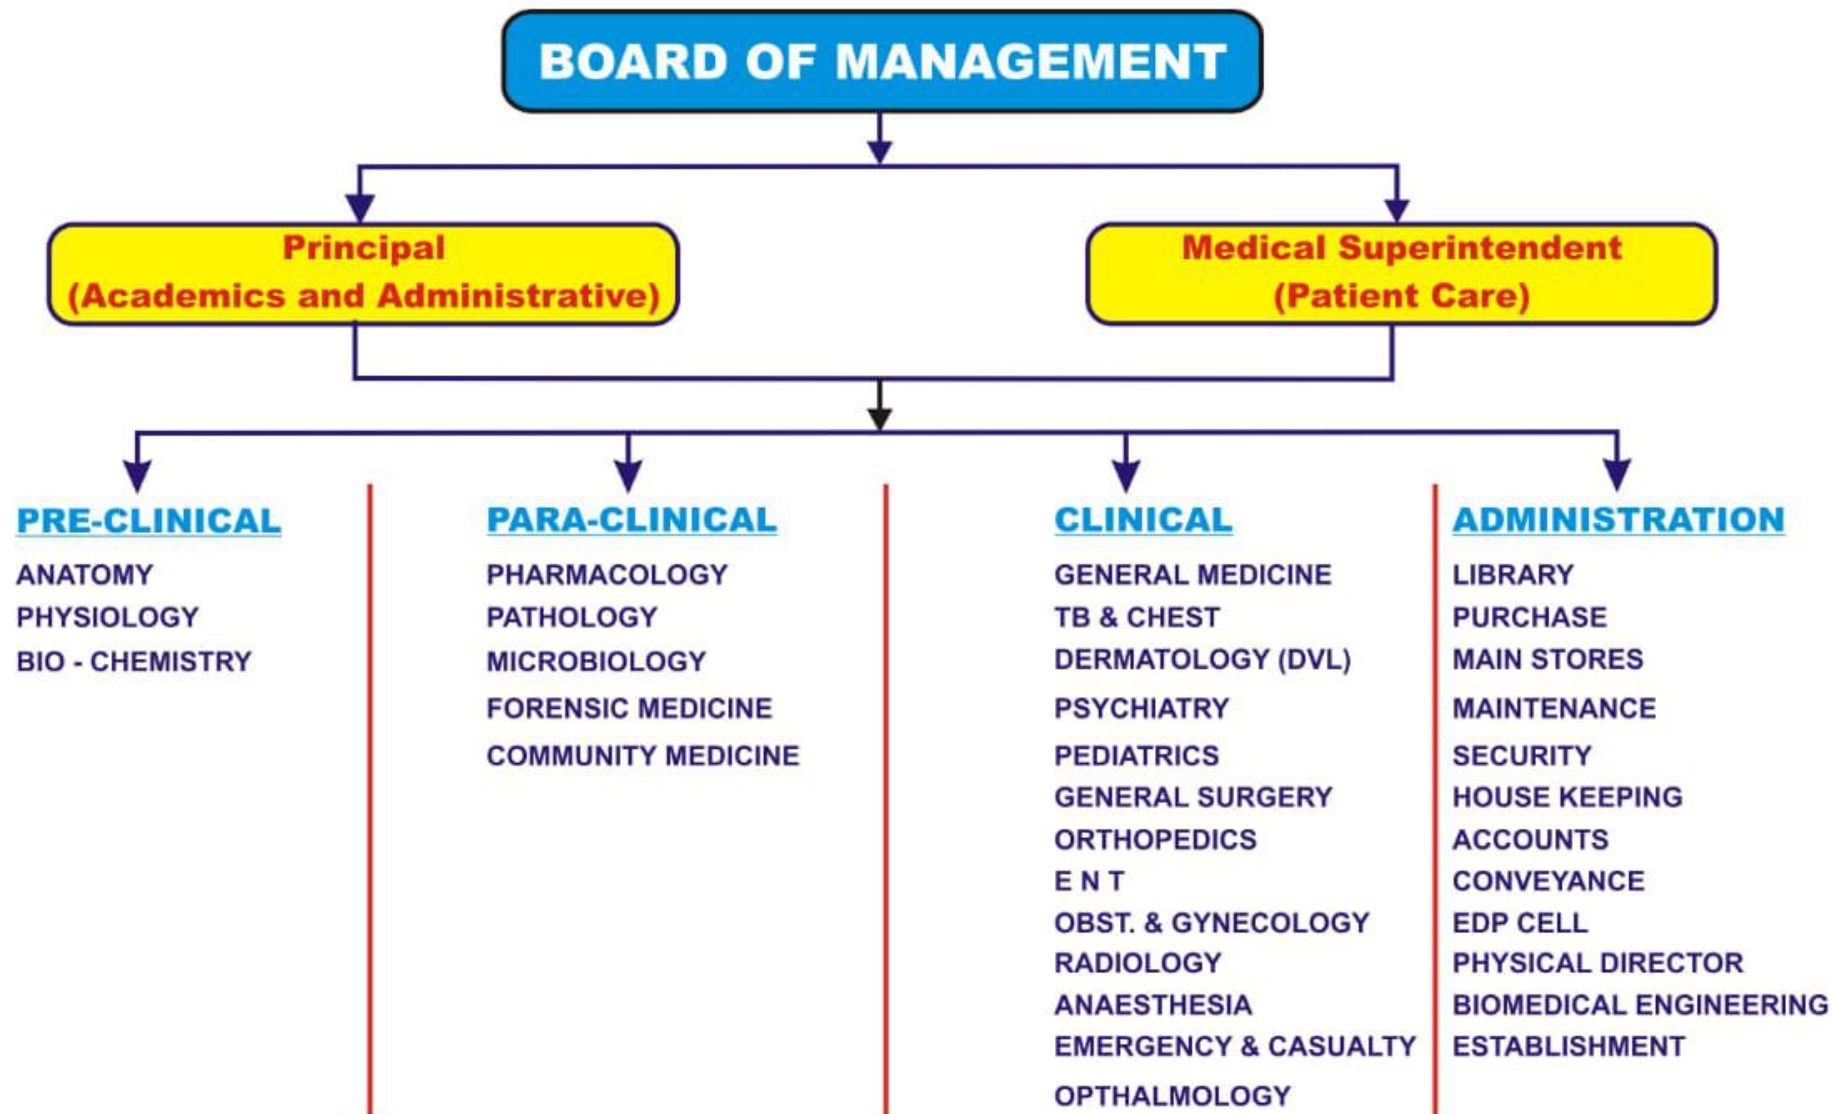 BOARD OF MANAGEMENT
Principal
(Academics and Administrative)
Medical Superintendent
(Patient Care)
PRE-CLINICAL
ANATOMY
PHYSIOLOGY
BIO - CHEMISTRY
PARA-CLINICAL
PHARMACOLOGY
PATHOLOGY
MICROBIOLOGY
FORENSIC MEDICINE
COMMUNITY MEDICINE
CLINICAL
GENERAL MEDICINE
TB & CHEST
DERMATOLOGY (DVL)
PSYCHIATRY
PEDIATRICS
GENERAL SURGERY
ORTHOPEDICS
E N T
OBST. & GYNECOLOGY
RADIOLOGY
ANAESTHESIA
EMERGENCY & CASUALTY
OPTHALMOLOGY
ADMINISTRATION
LIBRARY
PURCHASE
MAIN STORES
MAINTENANCE
SECURITY
HOUSE KEEPING
ACCOUNTS
CONVEYANCE
EDP CELL
PHYSICAL DIRECTOR
BIOMEDICAL ENGINEERING
ESTABLISHMENT